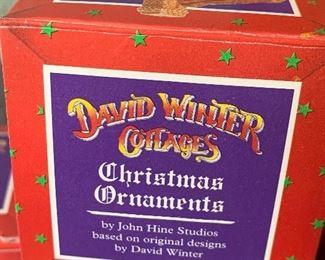 DAVID WINTER
COTTAGES
Christmas
Ornaments
by John Hine Studios
based on original designs
by David Winter